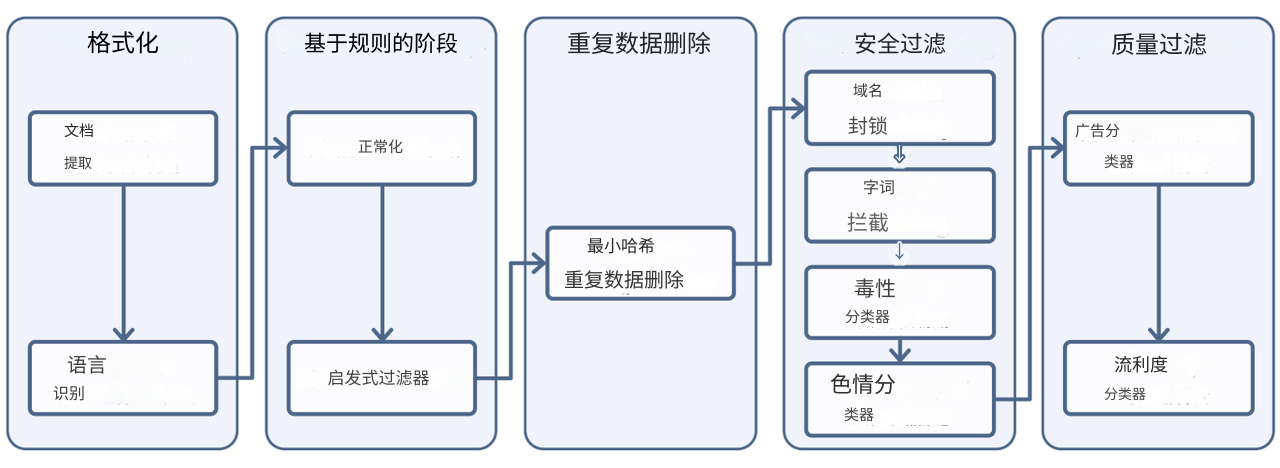 格式化
文档
提取
语言
识别
基于规则的阶段
正常化
启发式过滤器
重复数据删除
最小哈希
重复数据删除
安全过滤
域名
封锁
字词
拦截
毒性
分类器
色情分
类器
质量过滤
广告分
类器
流利度
分类器